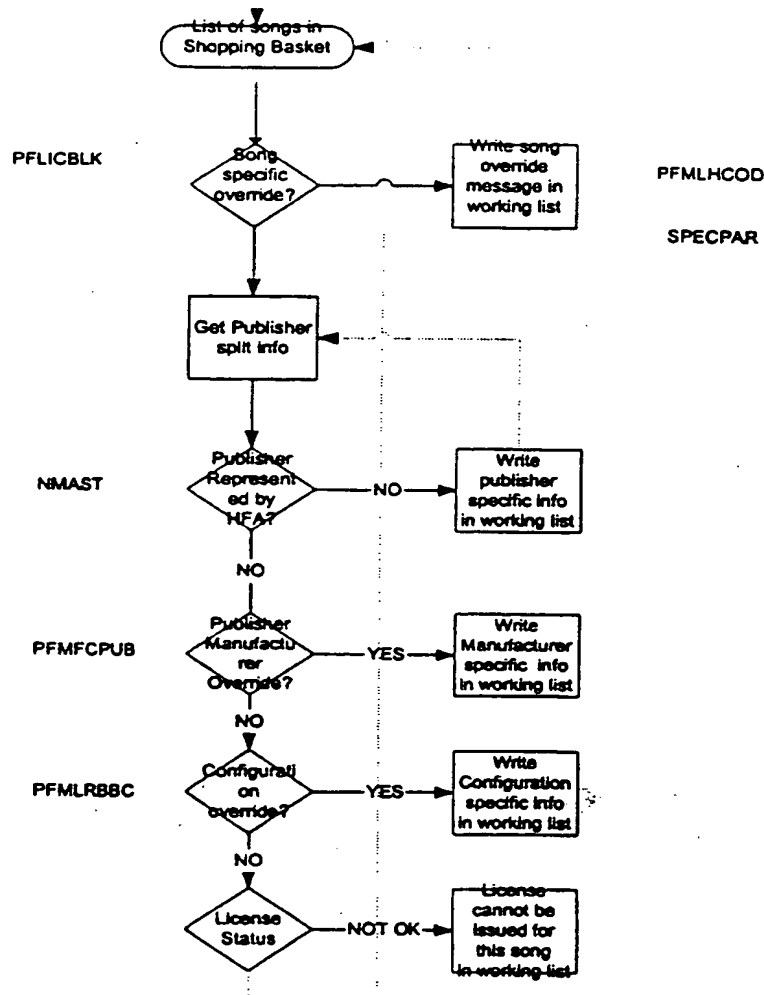 List of songs in
Shopping Basket
PFLICBLK
Song
specific
override?
Write song
override
message in
working list
PFMLHCOD
SPECPAR
Get Publisher
split info
NMAST
Publisher
Represent
ed by
HFA?
NO
Write
publisher
specific info
in working list
NO
PFMFCPUB
Publisher
Manufactu
rer
Override?
YES
Write
Manufacturer
specific info
in working list
NO
PFMLRBBC
Configurati
on
override?
YES
Write
Configuration
specific info
in working list
NO
License
Status
NOT OK
License
cannot be
issued for
this song
in working list